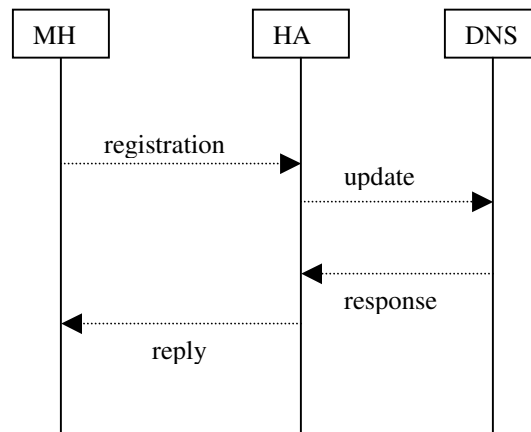 MH
HA
DNS
registration
update
response
reply